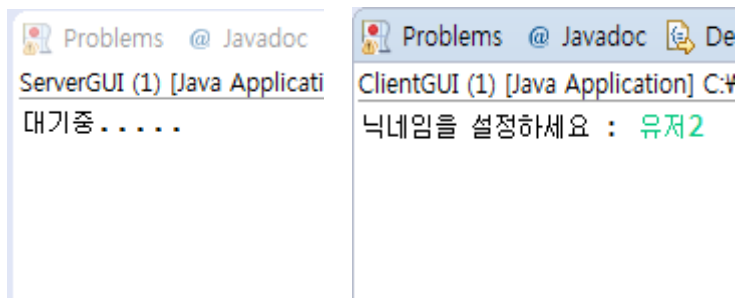 Problems @ Javadoc
ServerGUI (1) [Java Applicati
대기중.....
Problems @ Javadoc De
ClientGUI (1) [Java Application] C:₩
닉네임을 설정하세요 : 유저2